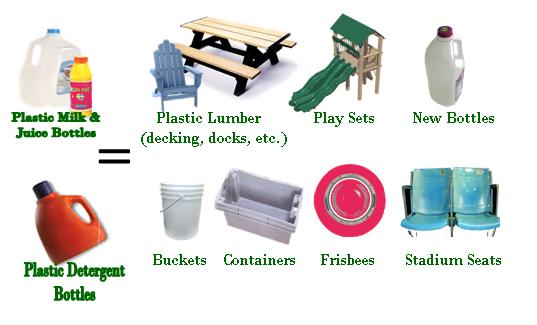 Plastic Milk &
Juice Bottles
Plastic Lumber
(decking, docks, etc.)
Play Sets
New Bottles
=
Plastic Detergent
Bottles
Buckets
Containers
Frisbees
Stadium Seats